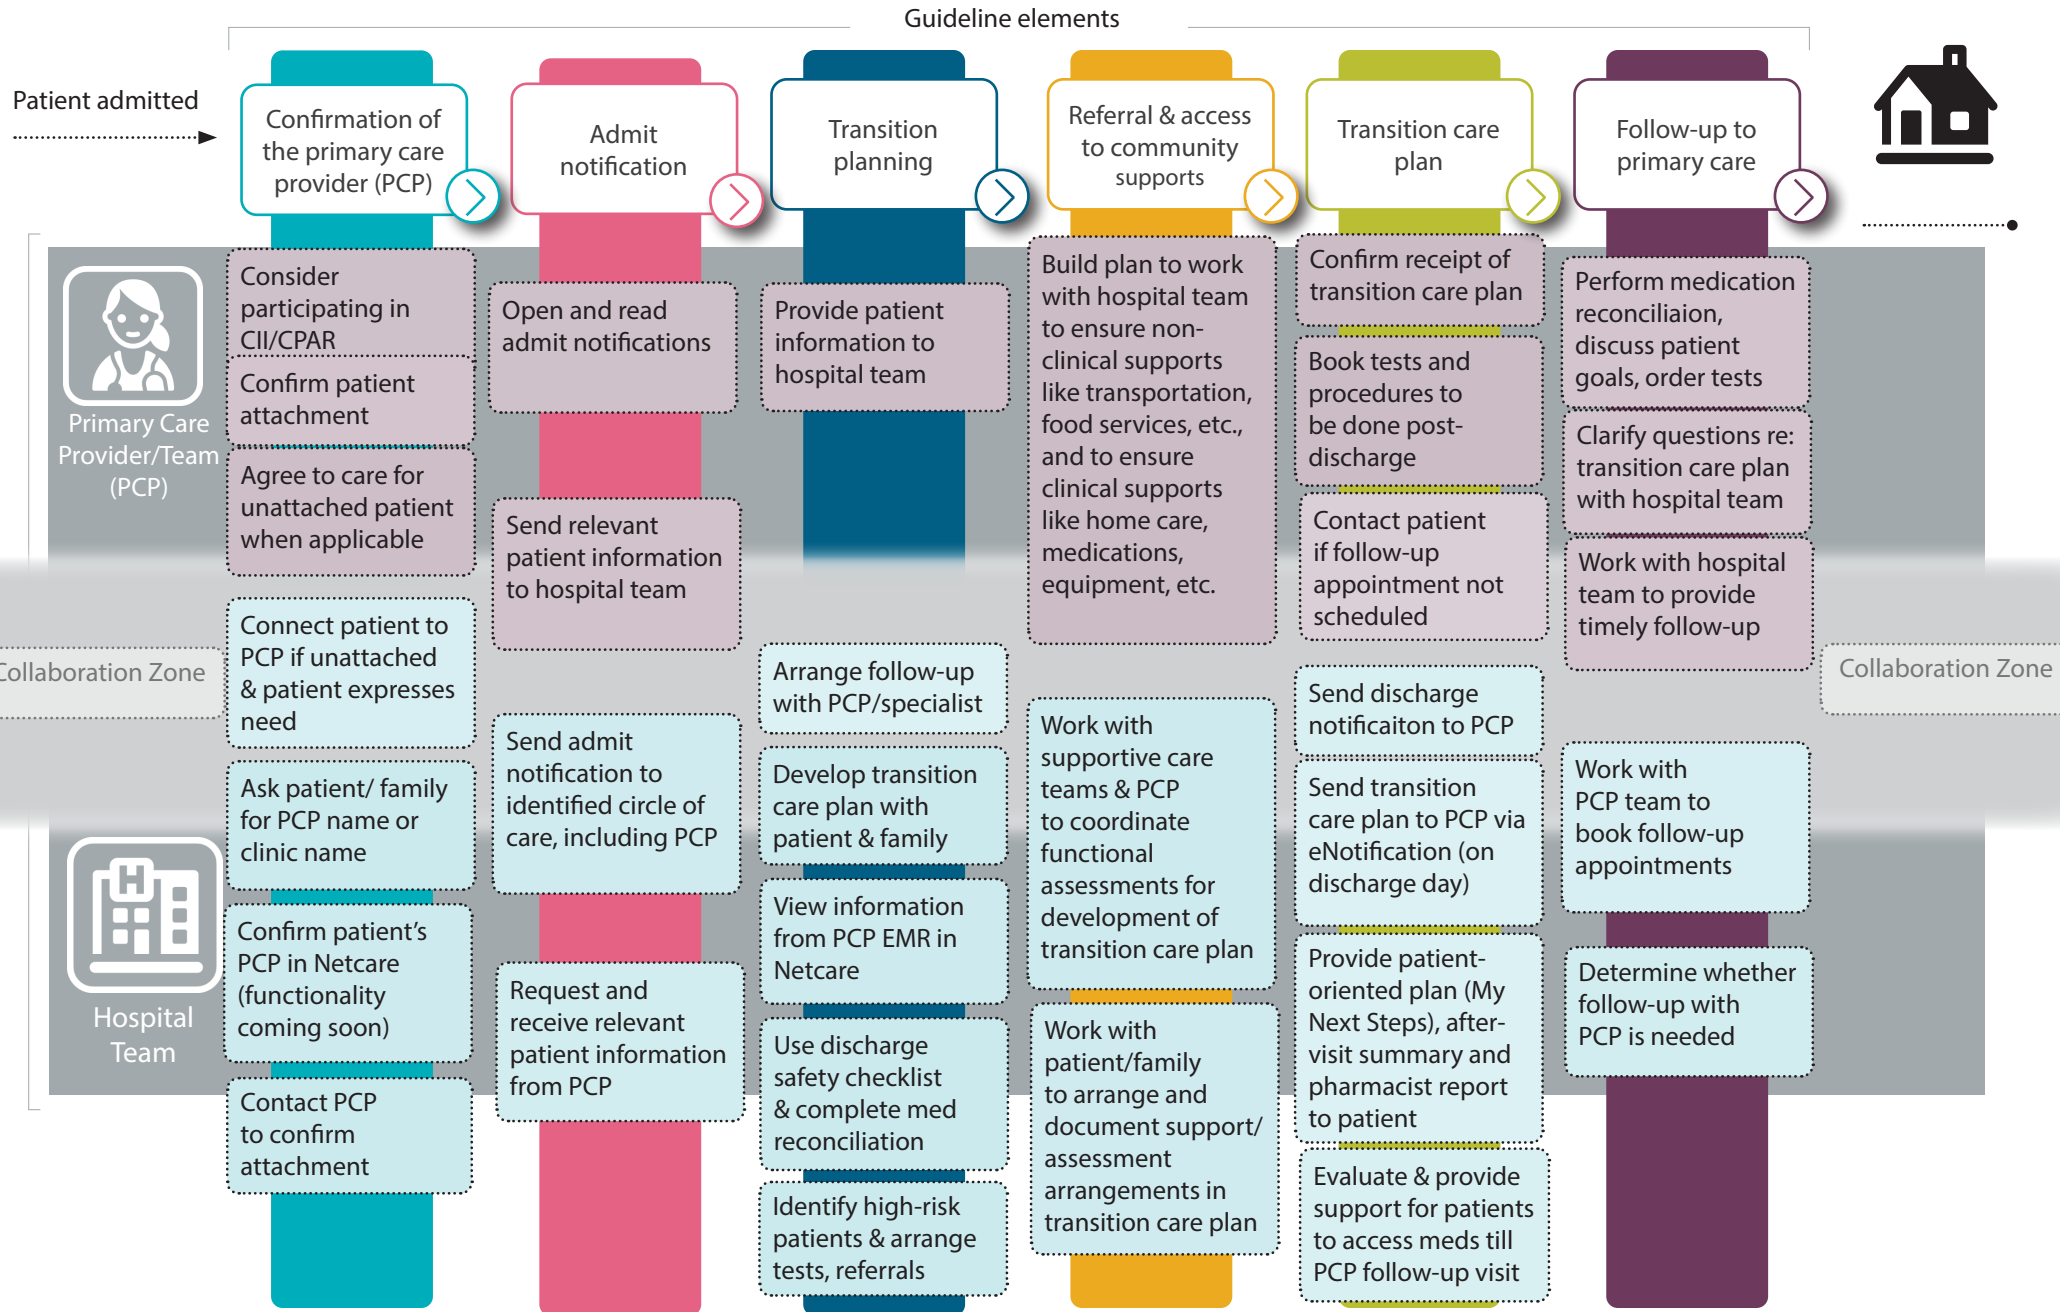 Guideline elements
Patient admitted
Confirmation of
the primary care
provider (PCP)
Admit
notification
Transition
planning
Referral & access
to community
supports
Transition care
plan
Follow-up to
primary care
Primary Care
Provider/Team
(PCP)
Consider
participating in
CII/CPAR
Confirm patient
attachment
Agree to care for
unattached patient
when applicable
Open and read
admit notifications
Send relevant
patient information
to hospital team
Provide patient
information to
hospital team
Build plan to work
with hospital team
to ensure non-
clinical supports
like transportation,
food services, etc.,
and to ensure
clinical supports
like home care,
medications,
equipment, etc.
Confirm receipt of
transition care plan
Book tests and
procedures to
be done post-
discharge
Contact patient
if follow-up
appointment not
scheduled
Perform medication
reconciliaion,
discuss patient
goals, order tests
Clarify questions re:
transition care plan
with hospital team
Work with hospital
team to provide
timely follow-up
Collaboration Zone
Collaboration Zone
Hospital
Team
H
Connect patient to
PCP if unattached
& patient expresses
need
Ask patient/ family
for PCP name or
clinic name
Confirm patient's
PCP in Netcare
(functionality
coming soon)
Contact PCP
to confirm
attachment
Send admit
notification to
identified circle of
care, including PCP
Request and
receive relevant
patient information
from PCP
Arrange follow-up
with PCP/specialist
Develop transition
care plan with
patient & family
View information
from PCP EMR in
Netcare
Use discharge
safety checklist
& complete med
reconciliation
Identify high-risk
patients & arrange
tests, referrals
Work with
supportive care
teams & PCP
to coordinate
functional
assessments for
development of
transition care plan
Work with
patient/family
to arrange and
document support/
assessment
arrangements in
transition care plan
Send discharge
notificaiton to PCP
Send transition
care plan to PCP via
eNotification (on
discharge day)
Provide patient-
oriented plan (My
Next Steps), after-
visit summary and
pharmacist report
to patient
Evaluate & provide
support for patients
to access meds till
PCP follow-up visit
Work with
PCP team to
book follow-up
appointments
Determine whether
follow-up with
PCP is needed